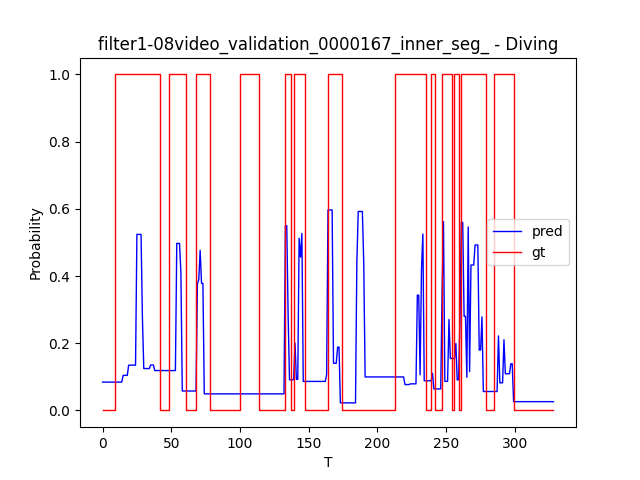 filter1-08video_validation_0000167_inner_seg_ - Diving
1.0
0.8
0.6
0.4
0.2
0.0
Probability
pred
gt
0 50 100 150 200 250 300
T